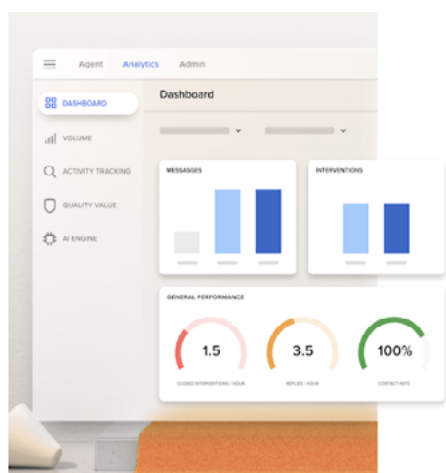 Agent Analytics Admin
DASHBOARD
Dashboard
VOLUME
ACTIVITY TRACKING
QUALITY VALUE
AI ENGINE
MESSASGES
INTERVENTIONS
GENERAL PERFORMANCE
1.5
3.5
100%
CLOSED INTERVENTIONS / HOUR
REPLIES / HOUR
CONTACT RATE